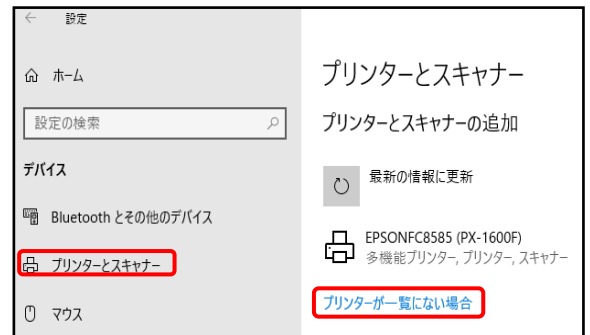 設定
ホーム
設定の検索
デバイス
Bluetooth とその他のデバイス
プリンターとスキャナー
マウス
プリンターとスキャナー
プリンターとスキャナーの追加
最新の情報に更新
EPSONFC8585 (PX-1600F)
多機能プリンター, プリンター, スキャナー
プリンターが一覧にない場合